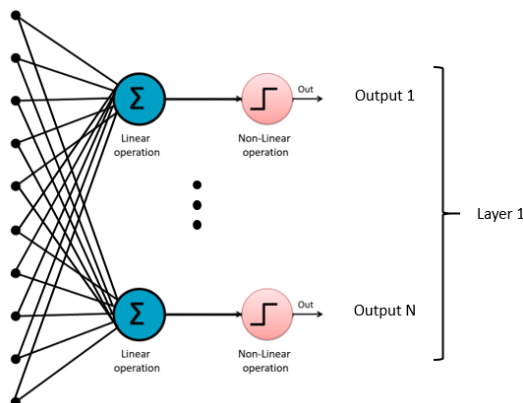 Σ
Out
Output 1
Linear
operation
Non-Linear
operation
Layer 1
Σ
Out
Output N
Linear
operation
Non-Linear
operation